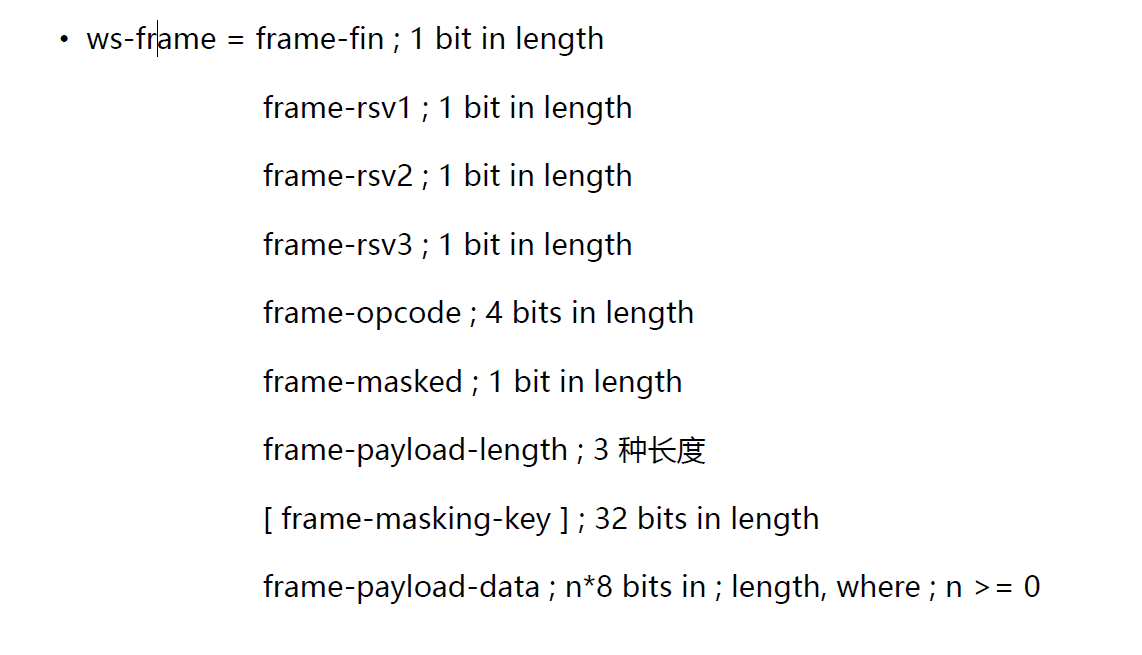 • ws-frame = frame-fin ; 1 bit in length
frame-rsv1 ; 1 bit in length
frame-rsv2 ; 1 bit in length
frame-rsv3 ; 1 bit in length
frame-opcode ; 4 bits in length
frame-masked ; 1 bit in length
frame-payload-length ; 3 种长度
[ frame-masking-key ] ; 32 bits in length
frame-payload-data ; n*8 bits in ; length, where ; n >= 0